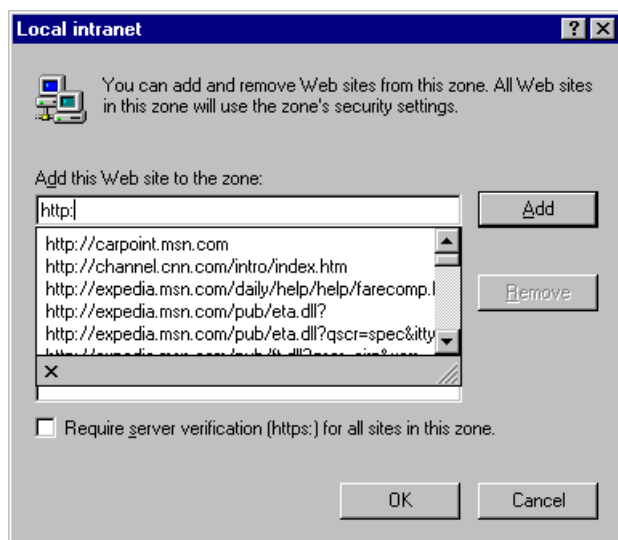 Local intranet
You can add and remove Web sites from this zone. All Web sites
in this zone will use the zone's security settings.
Add this Web site to the zone:
http:
Add
http://carpoint.msn.com
http://channel.cnn.com/intro/index.htm
http://expedia.msn.com/daily/help/help/farecomp.h
Remove
http://expedia.msn.com/pub/eta.dll?
http://expedia.msn.com/pub/eta.dll?qscr=spec&itty
Require server verification (https:) for all sites in this zone.
OK
Cancel